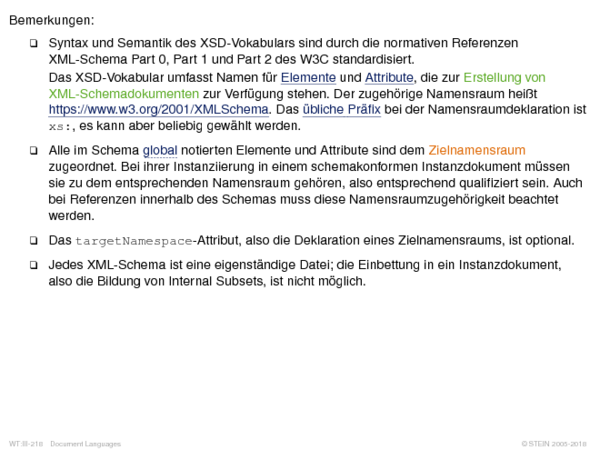 Bemerkungen:
❑ Syntax und Semantik des XSD-Vokabulars sind durch die normativen Referenzen
XML-Schema Part 0, Part 1 und Part 2 des W3C standardisiert.
Das XSD-Vokabular umfasst Namen für Elemente und Attribute, die zur Erstellung von
XML-Schemadokumenten zur Verfügung stehen. Der zugehörige Namensraum heißt
https://www.w3.org/2001/XMLSchema. Das übliche Präfix bei der Namensraumdeklaration ist
xs:, es kann aber beliebig gewählt werden.
❑ Alle im Schema global notierten Elemente und Attribute sind dem Zielnamensraum
zugeordnet. Bei ihrer Instanziierung in einem schemakonformen Instanzdokument müssen
sie zu dem entsprechenden Namensraum gehören, also entsprechend qualifiziert sein. Auch
bei Referenzen innerhalb des Schemas muss diese Namensraumzugehörigkeit beachtet
werden.
❑ Das targetNamespace-Attribut, also die Deklaration eines Zielnamensraums, ist optional.
❑ Jedes XML-Schema ist eine eigenständige Datei; die Einbettung in ein Instanzdokument,
also die Bildung von Internal Subsets, ist nicht möglich.
WT:III-218 Document Languages © STEIN 2005-2018